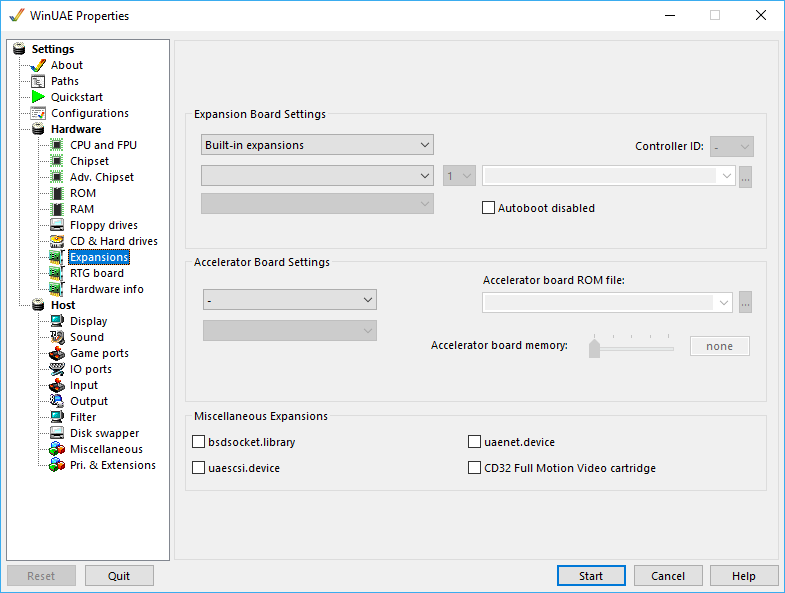 WinUAE Properties
Settings
About
Paths
Quickstart
Configurations
Hardware
CPU and FPU
Chipset
Adv. Chipset
ROM
RAM
Floppy drives
CD & Hard drives
Expansions
RTG board
Hardware info
Host
Display
Sound
Game ports
IO ports
Input
Output
Filter
Disk swapper
Miscellaneous
Pri. & Extensions
Expansion Board Settings
Built-in expansions
Controller ID: -
1 ...
Autoboot disabled
Accelerator Board Settings
Accelerator board ROM file:
- ...
Accelerator board memory: none
Miscellaneous Expansions
bsdsocket.library uaenet.device
uaescsi.device CD32 Full Motion Video cartridge
Reset Quit Start Cancel Help